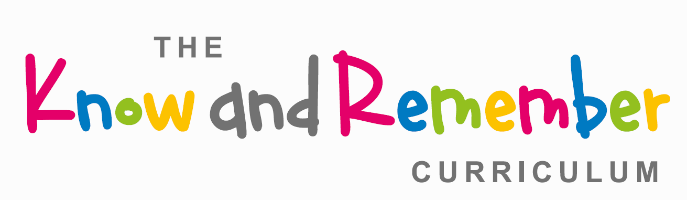 THE
Know and Remember
CURRICULUM